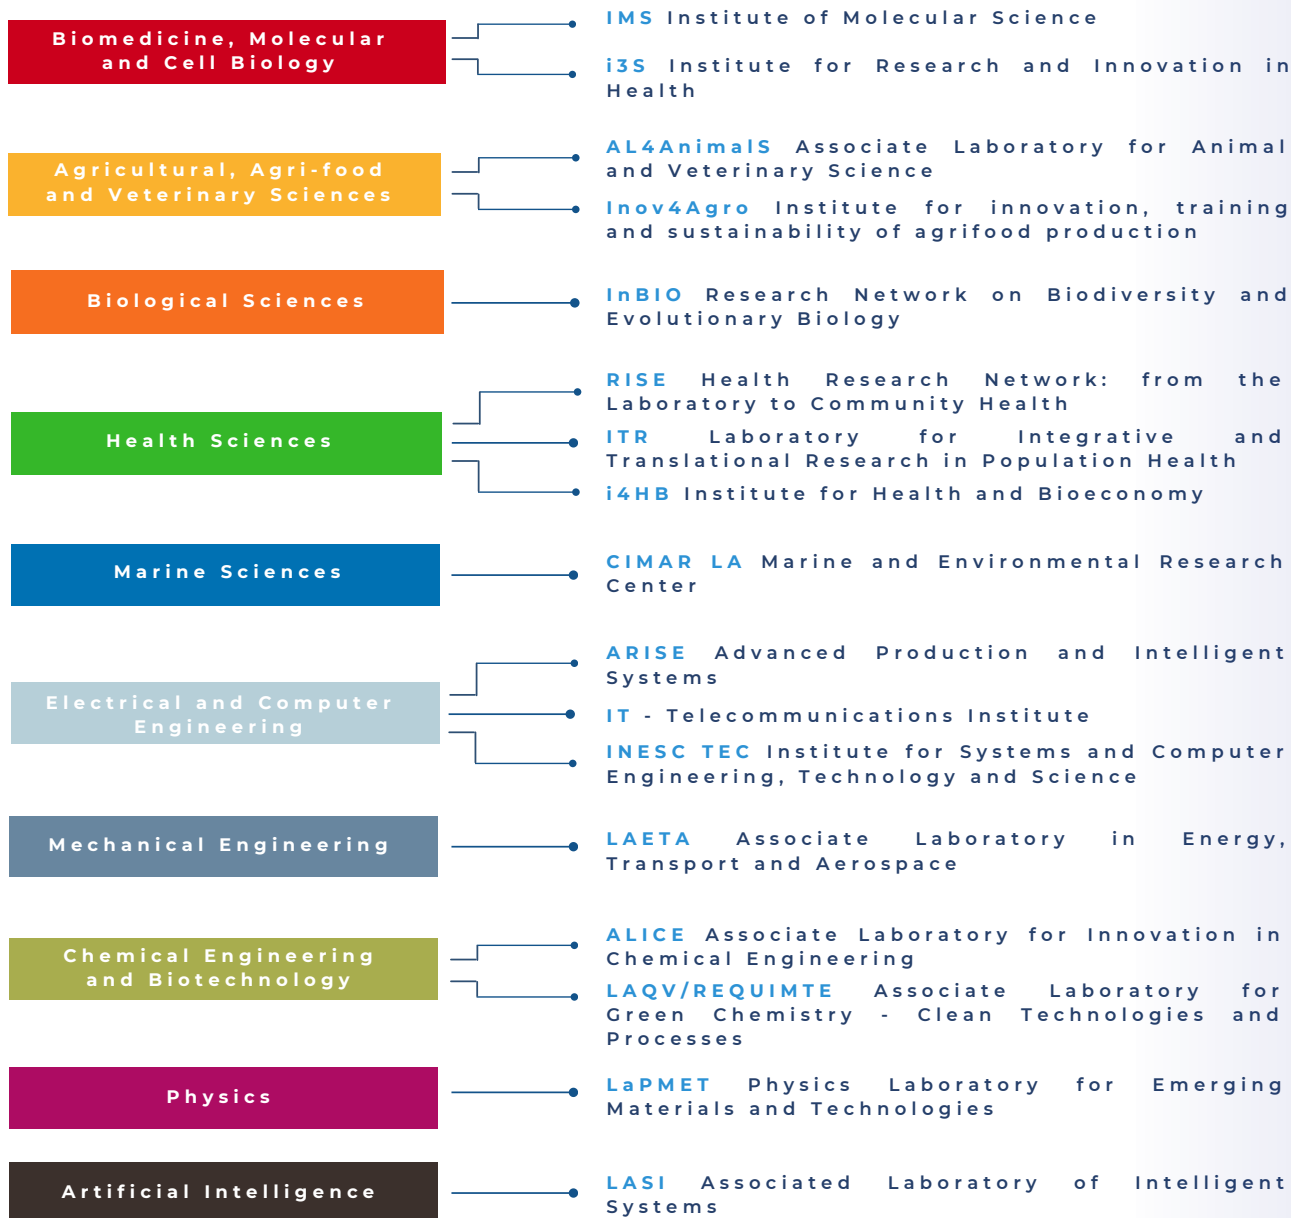 Biomedicine, Molecular
and Cell Biology
IMS Institute of Molecular Science
i3S Institute for Research and Innovation in
Health
Agricultural, Agri-food
and Veterinary Sciences
AL4AnimalS Associate Laboratory for Animal
and Veterinary Science
Inov4Agro Institute for innovation, training
and sustainability of agrifood production
Biological Sciences
InBIO Research Network on Biodiversity and
Evolutionary Biology
Health Sciences
RISE Health Research Network: from the
Laboratory to Community Health
ITR Laboratory for Integrative and
Translational Research in Population Health
i4HB Institute for Health and Bioeconomy
Marine Sciences
CIMAR LA Marine and Environmental Research
Center
Electrical and Computer
Engineering
ARISE Advanced Production and Intelligent
Systems
IT - Telecommunications Institute
INESC TEC Institute for Systems and Computer
Engineering, Technology and Science
Mechanical Engineering
LAETA Associate Laboratory in Energy,
Transport and Aerospace
Chemical Engineering
and Biotechnology
ALICE Associate Laboratory for Innovation in
Chemical Engineering
LAQV/REQUIMTE Associate Laboratory for
Green Chemistry - Clean Technologies and
Processes
Physics
LaPMET Physics Laboratory for Emerging
Materials and Technologies
Artificial Intelligence
LASI Associated Laboratory of Intelligent
Systems